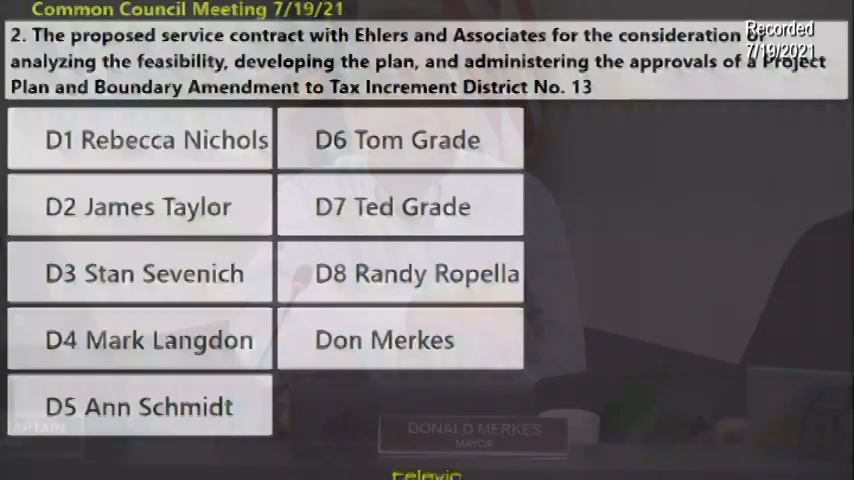 Common Council Meeting 7/19/21
Recorded
7/19/2021
2. The proposed service contract with Ehlers and Associates for the consideration of
analyzing the feasibility, developing the plan, and administering the approvals of a Project
Plan and Boundary Amendment to Tax Increment District No. 13
D1 Rebecca Nichols
D6 Tom Grade
D2 James Taylor
D7 Ted Grade
D3 Stan Sevenich
D8 Randy Ropella
D4 Mark Langdon
Don Merkes
D5 Ann Schmidt
APTAIN
DONALD MERKES
MAYOR